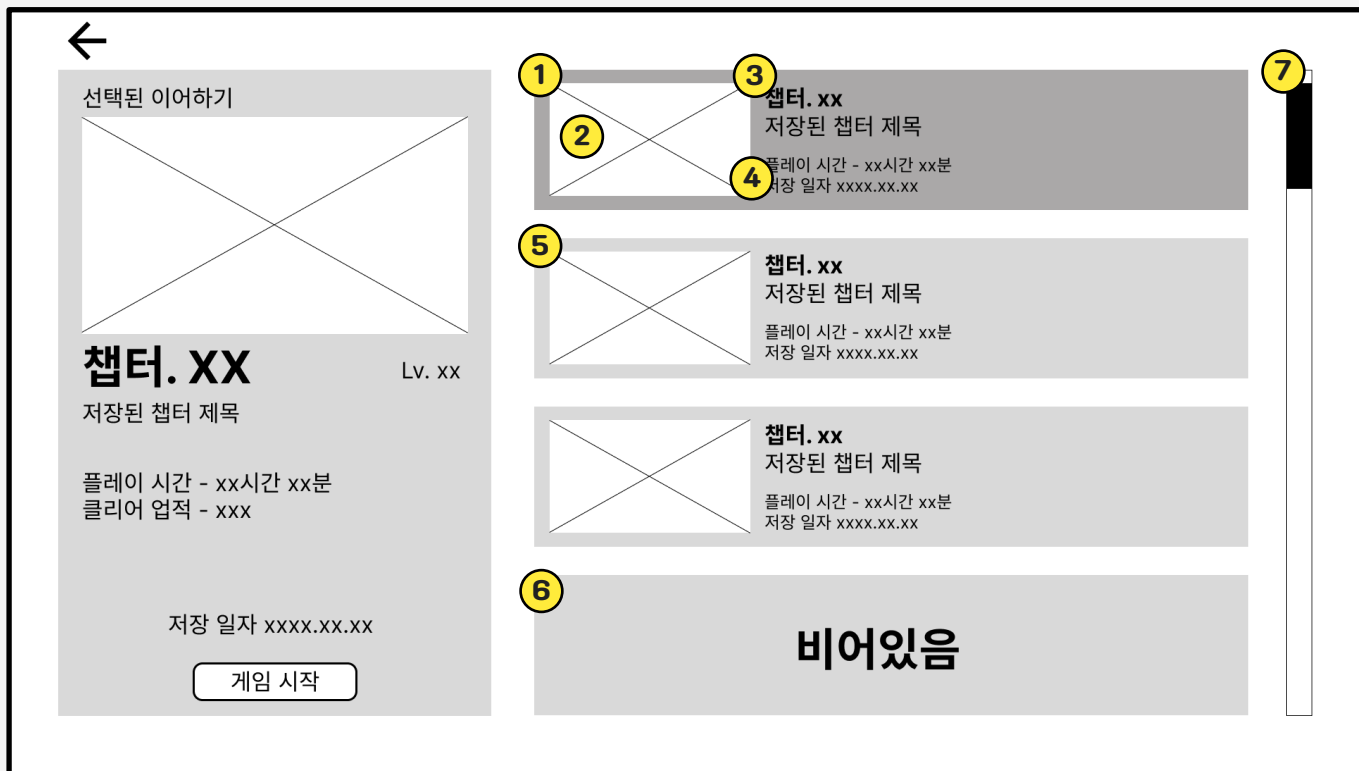 선택된 이어하기
챕터. XX
Lv. xx
저장된 챕터 제목
플레이 시간 - xx시간 xx분
클리어 업적 - xxx
저장 일자 xxxx.xx.xx
게임 시작
1
2
3
4
챕터. xx
저장된 챕터 제목
플레이 시간 - xx시간 xx분
저장 일자 xxxx.xx.xx
5
챕터. xx
저장된 챕터 제목
플레이 시간 - xx시간 xx분
저장 일자 xxxx.xx.xx
챕터. xx
저장된 챕터 제목
플레이 시간 - xx시간 xx분
저장 일자 xxxx.xx.xx
6
비어있음
7